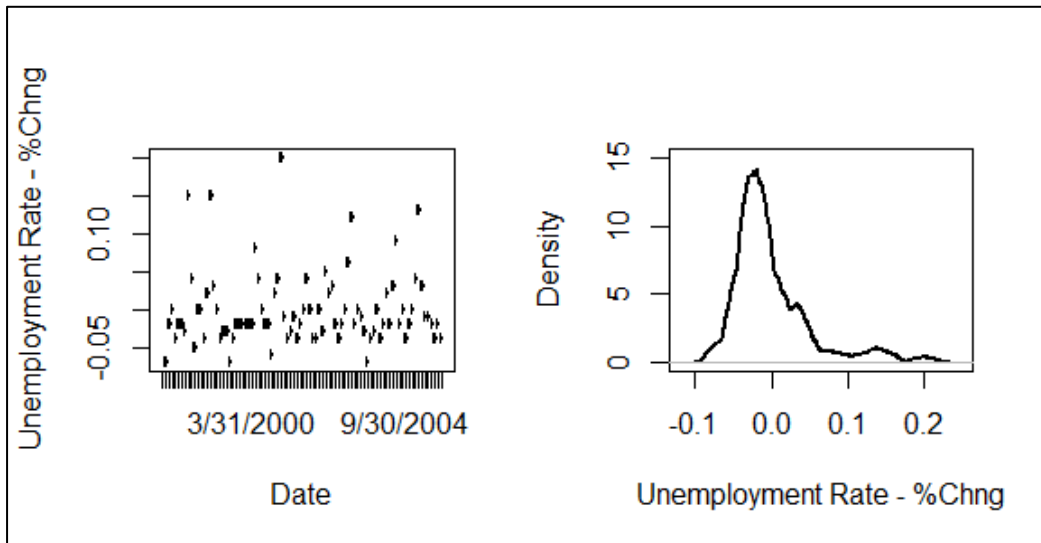 Unemployment Rate - %Chng
0.10
-0.05
3/31/2000 9/30/2004
Date
Density
15
10
5
0
-0.1 0.0 0.1 0.2
Unemployment Rate - %Chng